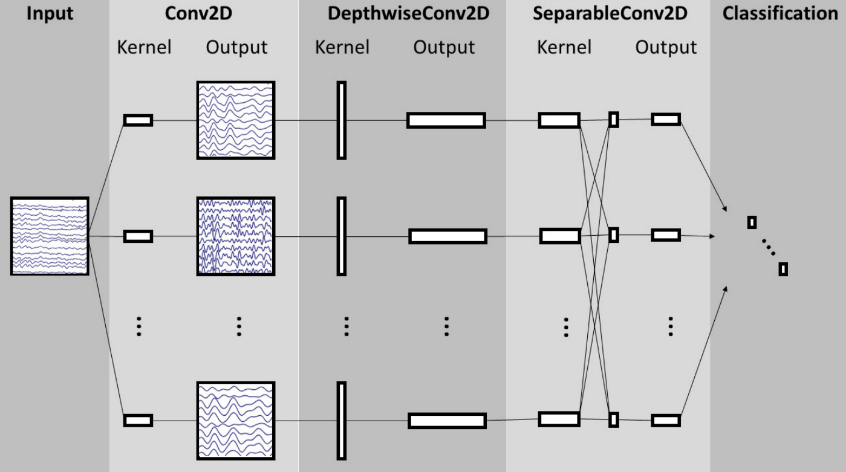 Input Conv2D DepthwiseConv2D SeparableConv2D Classification
Kernel Output Kernel Output Kernel Output